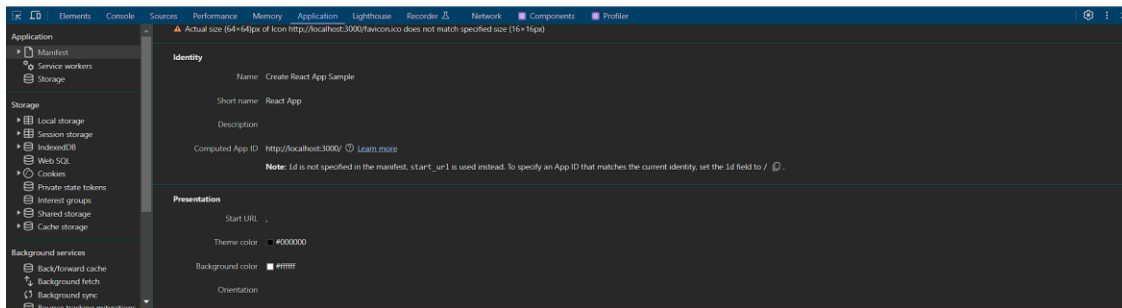 Elements Console Sources Performance Memory Application Lighthouse Recorder Network Components Profiler
Application
Manifest
Service workers
Storage
Storage
Local storage
Session storage
IndexedDB
Web SQL
Cookies
Private state tokens
Interest groups
Shared storage
Cache storage
Background services
Back/forward cache
Background fetch
Background sync
Bounce tracking mitigations
Actual size (64×64)px of Icon http://localhost:3000/favicon.ico does not match specified size (16×16px)
Identity
Name Create React App Sample
Short name React App
Description
Computed App ID http://localhost:3000/ Learn more
Note: Id is not specified in the manifest, start_url is used instead. To specify an App ID that matches the current identity, set the Id field to / .
Presentation
Start URL .
Theme color #000000
Background color #ffffff
Orientation